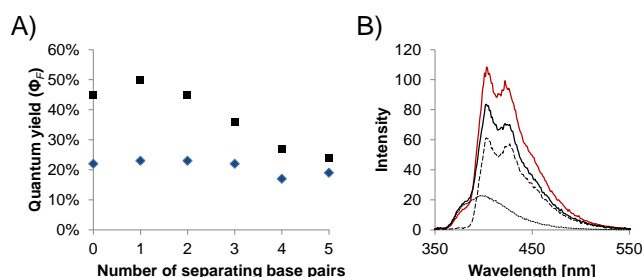 A)
60%
50%
40%
30%
20%
10%
0%
Quantum yield (ΦF)
0 1 2 3 4 5
Number of separating base pairs
B)
120
100
80
60
40
20
0
Intensity
350 450 550
Wavelength [nm]